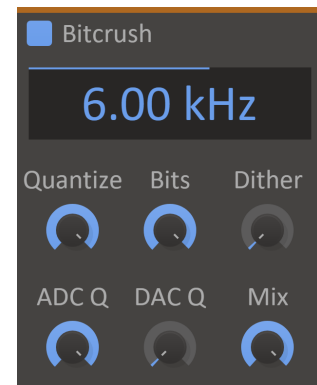 Bitcrush
6.00 kHz
Quantize Bits Dither
ADC Q DAC Q Mix